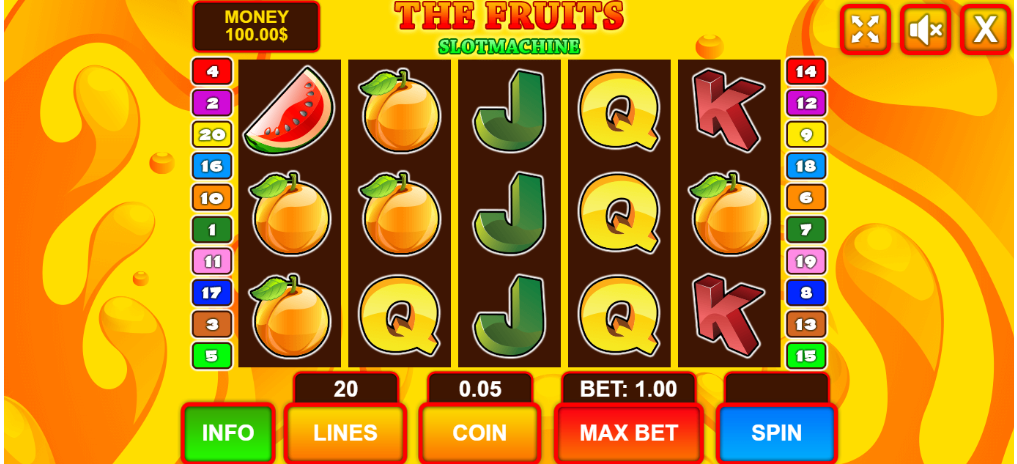 MONEY
100.00$
THE FRUITS
SLOTMACHINE
X
4
14
2
12
20
9
16
18
10
6
1
7
11
19
17
8
3
13
5
15
J
Q
K
J
Q
Q
J
Q
K
20
0.05
BET: 1.00
INFO
LINES
COIN
MAX BET
SPIN